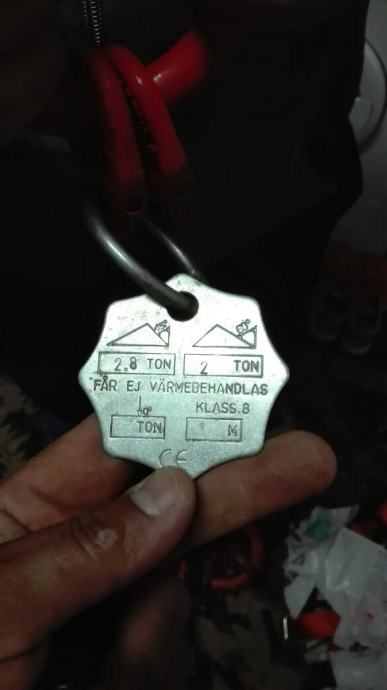 2.8 TON 2 TON
FÅR EJ VÄRMEBEHANDLAS
KLASS.8
TON M
CE